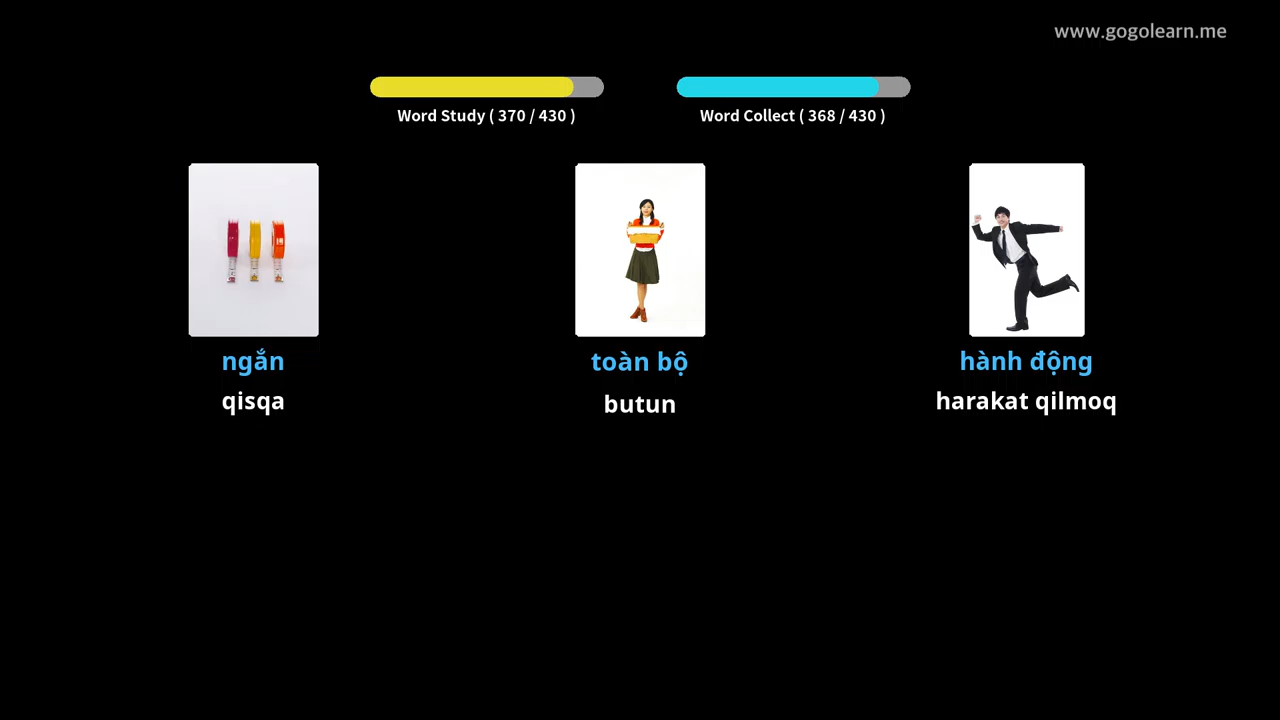 www.gogolearn.me
Word Study ( 370 / 430 )
Word Collect ( 368 / 430 )
ngắn
qisqa
toàn bộ
butun
hành động
harakat qilmoq